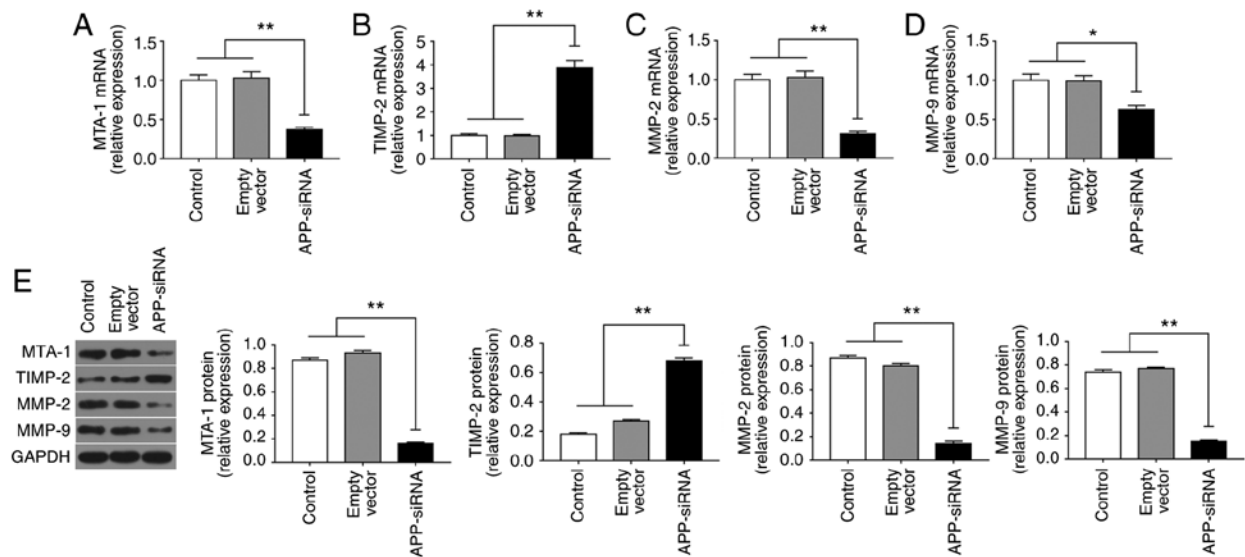 A
MTA-1 mRNA
(relative expression)
1.5
1.0
0.5
0.0
**
Control
Empty
vector
APP-siRNA
B
TIMP-2 mRNA
(relative expression)
5
4
3
2
1
0
**
Control
Empty
vector
APP-siRNA
C
MMP-2 mRNA
(relative expression)
1.5
1.0
0.5
0.0
**
Control
Empty
vector
APP-siRNA
D
MMP-9 mRNA
(relative expression)
1.5
1.0
0.5
0.0
*
Control
Empty
vector
APP-siRNA
E
Control
Empty
vector
APP-siRNA
MTA-1
TIMP-2
MMP-2
MMP-9
GAPDH
MTA-1 protein
(relative expression)
1.0
0.8
0.6
0.4
0.2
0.0
**
Control
Empty
vector
APP-siRNA
TIMP-2 protein
(relative expression)
0.8
0.6
0.4
0.2
0.0
**
Control
Empty
vector
APP-siRNA
MMP-2 protein
(relative expression)
1.0
0.8
0.6
0.4
0.2
0.0
**
Control
Empty
vector
APP-siRNA
MMP-9 protein
(relative expression)
1.0
0.8
0.6
0.4
0.2
0.0
**
Control
Empty
vector
APP-siRNA